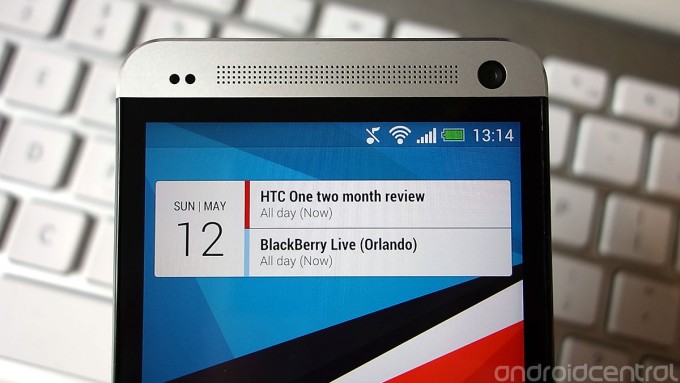 13:14
SUN | MAY
12
HTC One two month review
All day (Now)
BlackBerry Live (Orlando)
All day (Now)
androidcentral